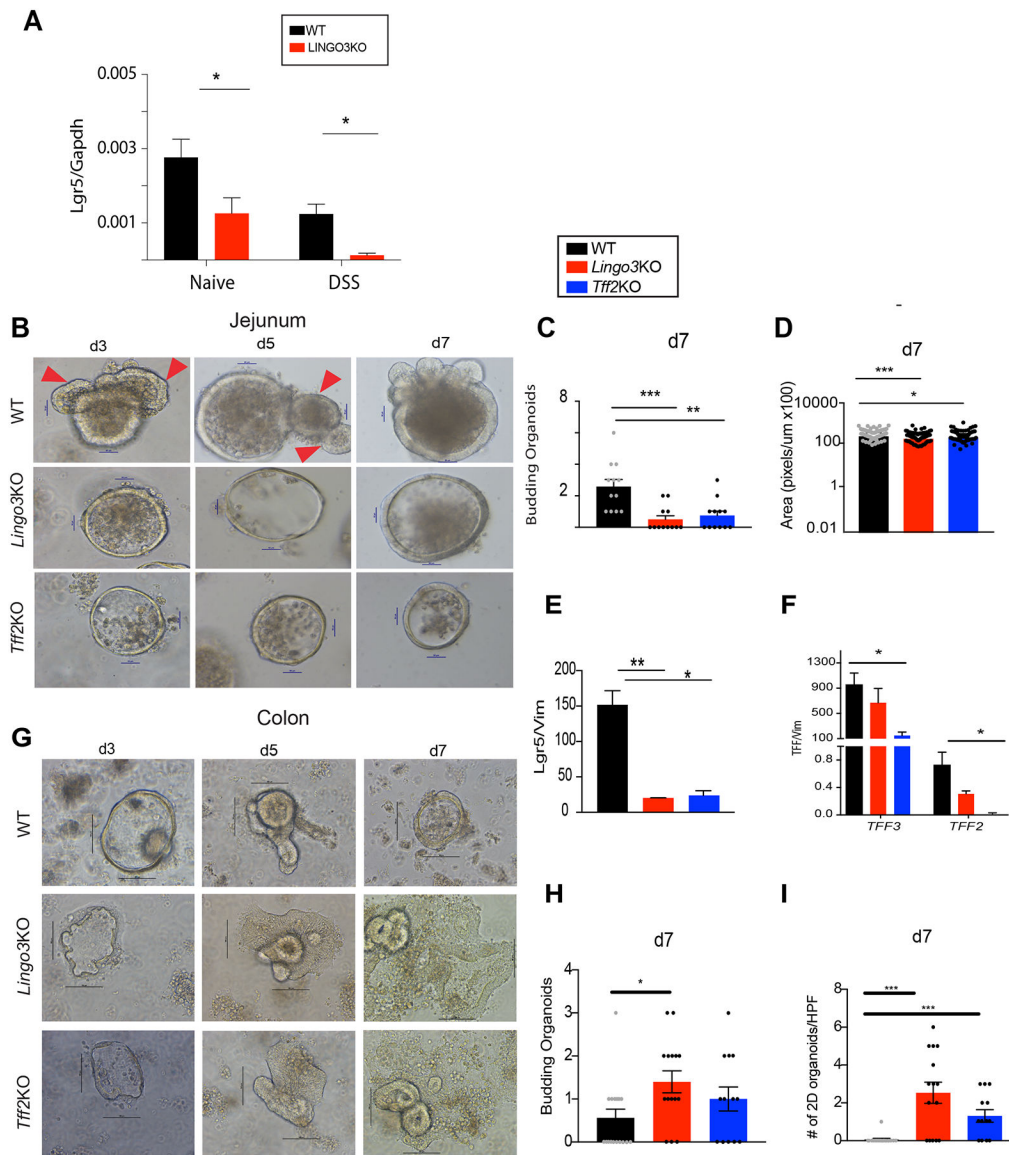 A
WT
LINGO3KO
0.005
0.003
0.001
Lgr5/Gapdh
*
*
Naive
DSS
WT
Lingo3KO
Tff2KO
B
Jejunum
d3
d5
d7
WT
Lingo3KO
Tff2KO
C
d7
8
2
Budding Organoids
***
**
D
d7
10000
100
1
0.01
Area (pixels/um x100)
***
*
E
200
150
100
50
0
Lgr5/Vim
**
*
F
1300
900
500
100
0.8
0.4
0.0
TFF/Vim
*
*
TFF3
TFF2
G
Colon
d3
d5
d7
WT
Lingo3KO
Tff2KO
H
d7
4
3
2
1
0
Budding Organoids
*
I
d7
8
6
4
2
0
# of 2D organoids/HPF
***
***